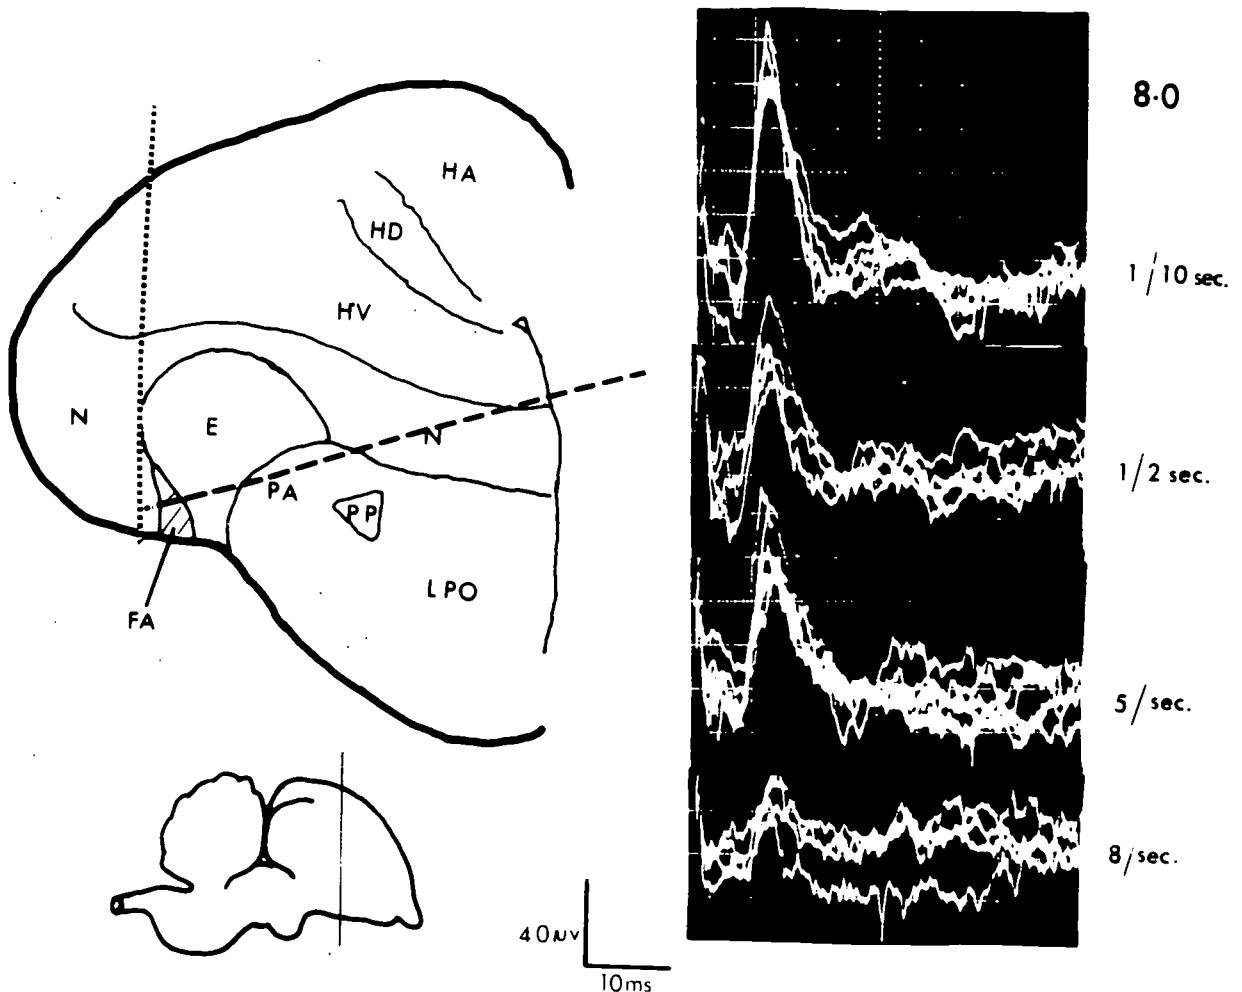 HA
HD
HV
N
E
N
PA
PP
LPO
FA
8·0
1/10 sec.
1/2 sec.
5/sec.
8/sec.
40µv
10ms